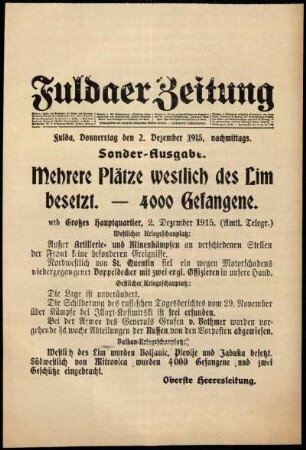 Fuldaer Zeitung
Fulda, Donnerstag den 2. Dezember 1915, nachmittags.
Sonder-Ausgabe.
Mehrere Plätze westlich des Lim
besetzt. — 4000 Gefangene.
wtb Großes Hauptquartier, 2. Dezember 1915. (Amtl. Telegr.)
Westlicher Kriegsschauplatz:
Außer Artillerie- und Minenkämpfen an verschiedenen Stellen
der Front keine besonderen Ereignisse.
Nordwestlich von St. Quentin fiel ein wegen Motorschadens
niedergegangener Doppeldecker mit zwei engl. Offizieren in unsere Hand.
Oestlicher Kriegsschauplatz:
Die Lage ist unverändert.
Die Schilderung des russischen Tagesberichtes vom 29. November
über Kämpfe bei Illuxt-Kasimirski ist frei erfunden.
Bei der Armee des Generals Grafen v. Bothmer wurden vor-
gehende schwache Abteilungen der Russen von den Vorposten abgewiesen.
Balkan-Kriegsschauplatz:
Westlich des Lim wurden Boljanic, Plevlje und Jabuka besetzt.
Südwestlich von Mitrovica wurden 4000 Gefangene und zwei
Geschütze eingebracht.
Oberste Heeresleitung.